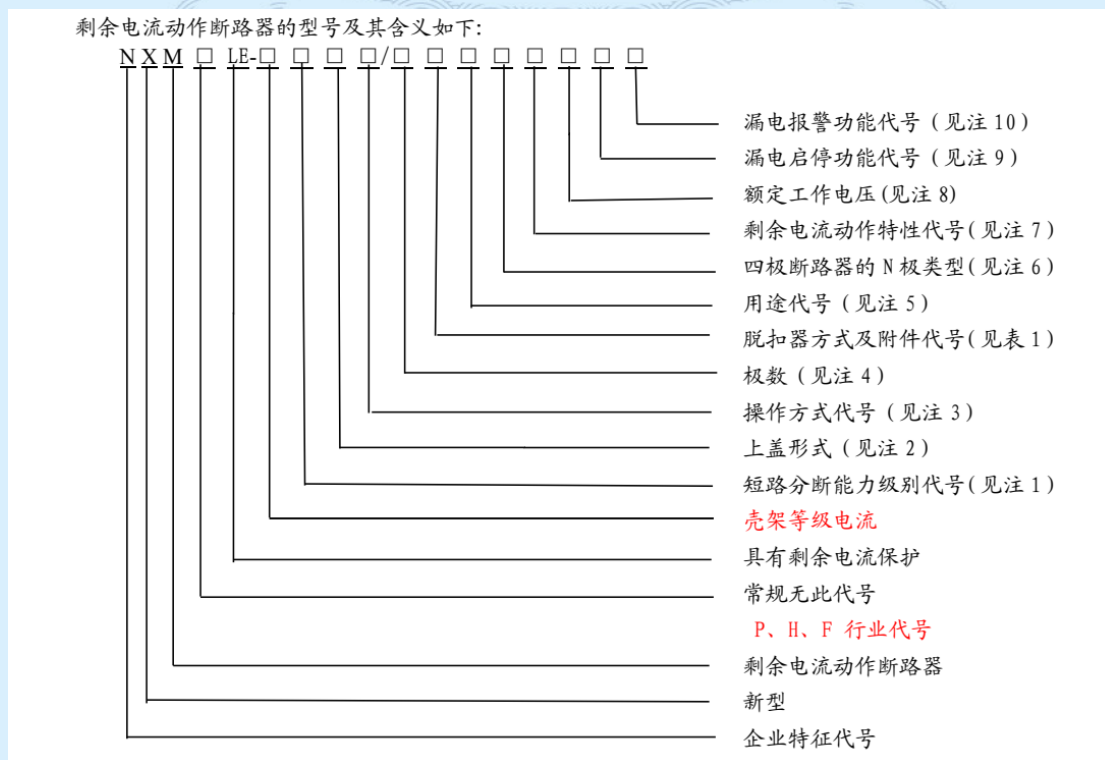 剩余电流动作断路器的型号及其含义如下:
N X M □ LE-□ □ □ □/□ □ □ □ □ □ □ □
漏电报警功能代号（见注 10）
漏电启停功能代号（见注 9）
额定工作电压(见注 8)
剩余电流动作特性代号(见注 7)
四极断路器的 N 极类型(见注 6)
用途代号（见注 5）
脱扣器方式及附件代号(见表 1)
极数（见注 4）
操作方式代号（见注 3）
上盖形式（见注 2）
短路分断能力级别代号(见注 1)
壳架等级电流
具有剩余电流保护
常规无此代号
P、H、F 行业代号
剩余电流动作断路器
新型
企业特征代号